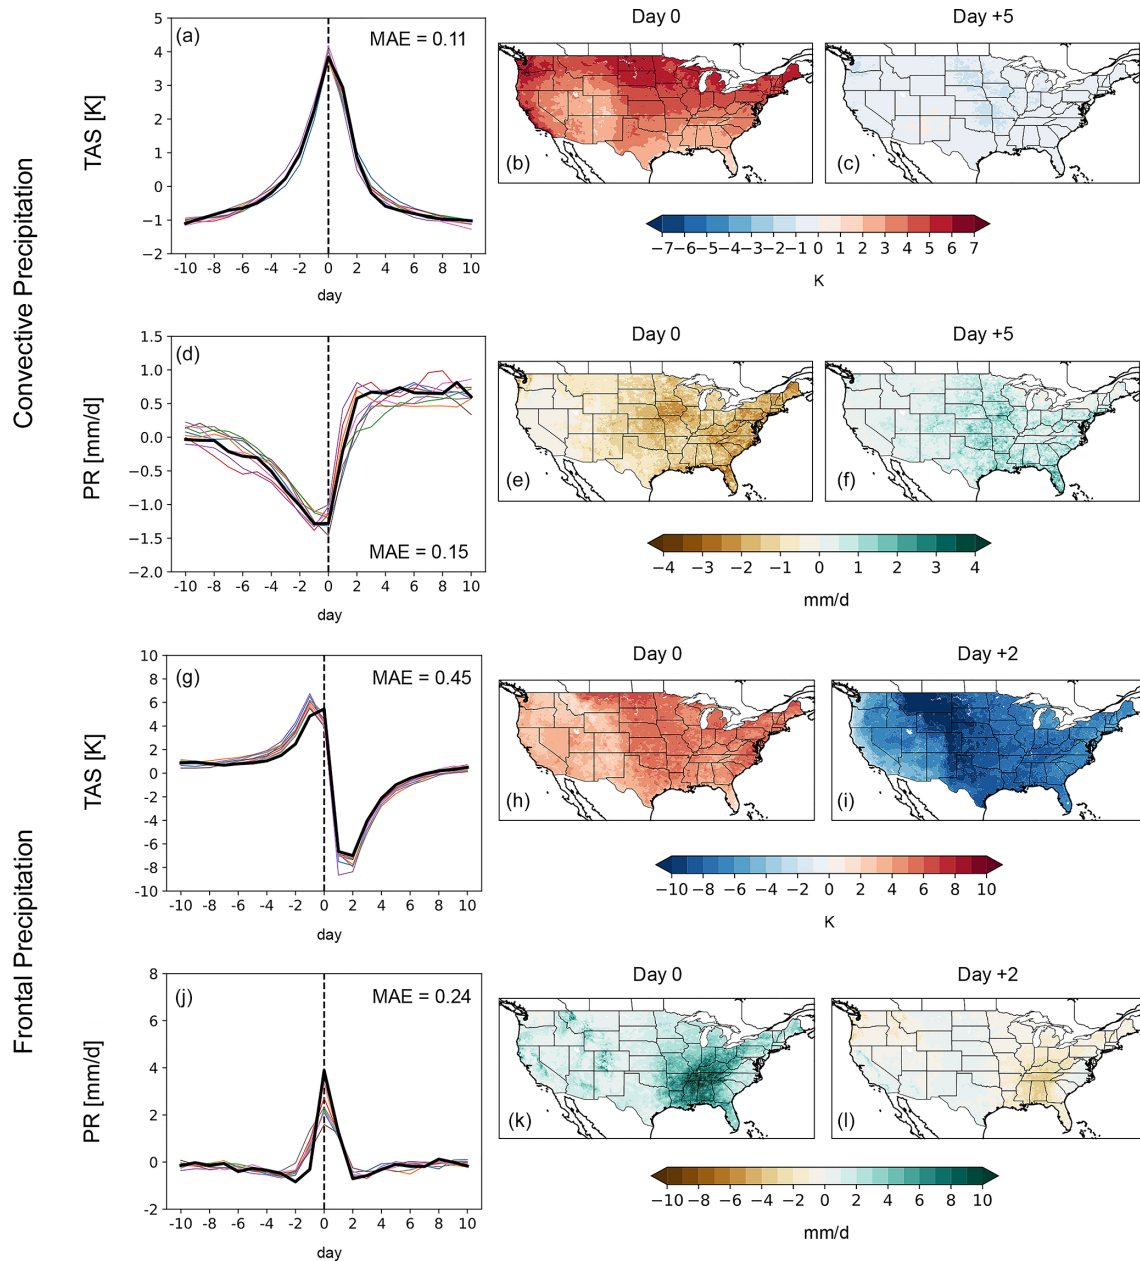 Convective Precipitation
(a)
MAE = 0.11
TAS [K]
5
4
3
2
1
0
−1
−2
-10 -8 -6 -4 -2 0 2 4 6 8 10
day
Day 0
(b)
Day +5
(c)
−7 −6 −5 −4 −3 −2 −1 0 1 2 3 4 5 6 7
K
(d)
MAE = 0.15
PR [mm/d]
1.5
1.0
0.5
0.0
−0.5
−1.0
−1.5
−2.0
-10 -8 -6 -4 -2 0 2 4 6 8 10
day
Day 0
(e)
Day +5
(f)
−4 −3 −2 −1 0 1 2 3 4
mm/d
Frontal Precipitation
(g)
MAE = 0.45
TAS [K]
10
8
6
4
2
0
-2
-4
-6
-8
-10
-10 -8 -6 -4 -2 0 2 4 6 8 10
day
Day 0
(h)
Day +2
(i)
−10 −8 −6 −4 −2 0 2 4 6 8 10
K
(j)
MAE = 0.24
PR [mm/d]
8
6
4
2
0
-2
-10 -8 -6 -4 -2 0 2 4 6 8 10
day
Day 0
(k)
Day +2
(l)
−10 −8 −6 −4 −2 0 2 4 6 8 10
mm/d